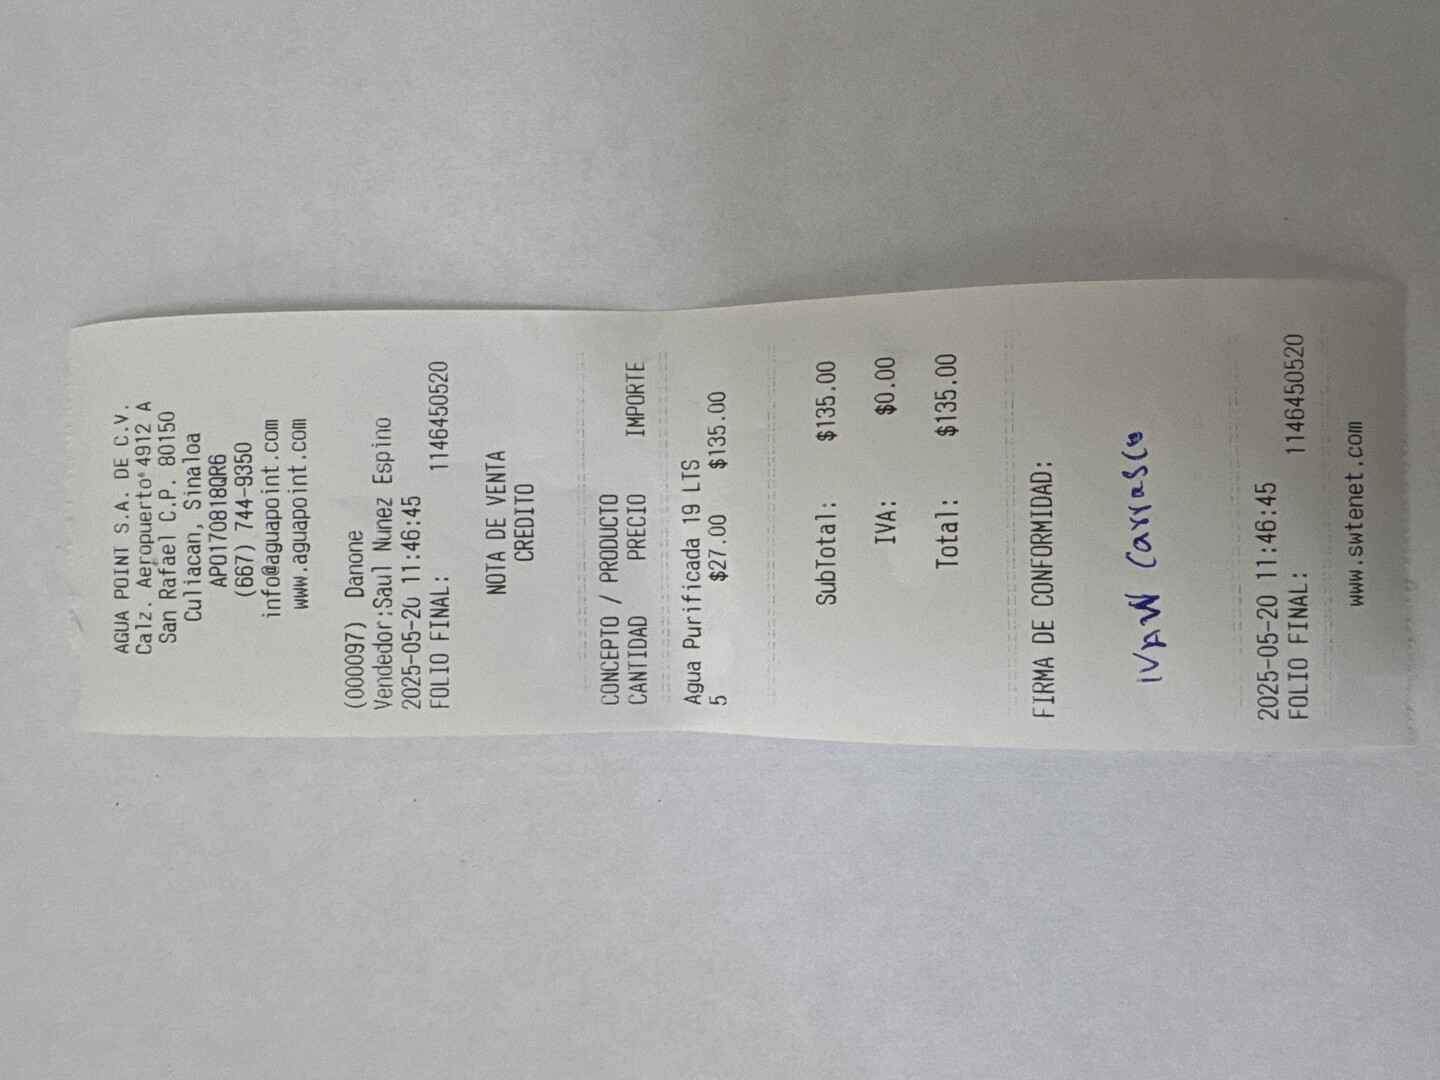 AGUA POINT S.A. DE C.V.
Calz. Aeropuerto 4912 A
San Rafael C.P. 80150
Culiacan, Sinaloa
APO170818QR6
(667) 744-9350
info@aguapoint.com
www.aguapoint.com
(000097) Danone
Vendedor:Saul Nunez Espino
2025-05-20 11:46:45
FOLIO FINAL: 1146450520
NOTA DE VENTA
CREDITO
CONCEPTO / PRODUCTO
CANTIDAD PRECIO IMPORTE
Agua Purificada 19 LTS
5 $27.00 $135.00
SubTotal: $135.00
IVA: $0.00
Total: $135.00
FIRMA DE CONFORMIDAD:
IVAN Carrasco
2025-05-20 11:46:45
FOLIO FINAL: 1146450520
www.swtenet.com